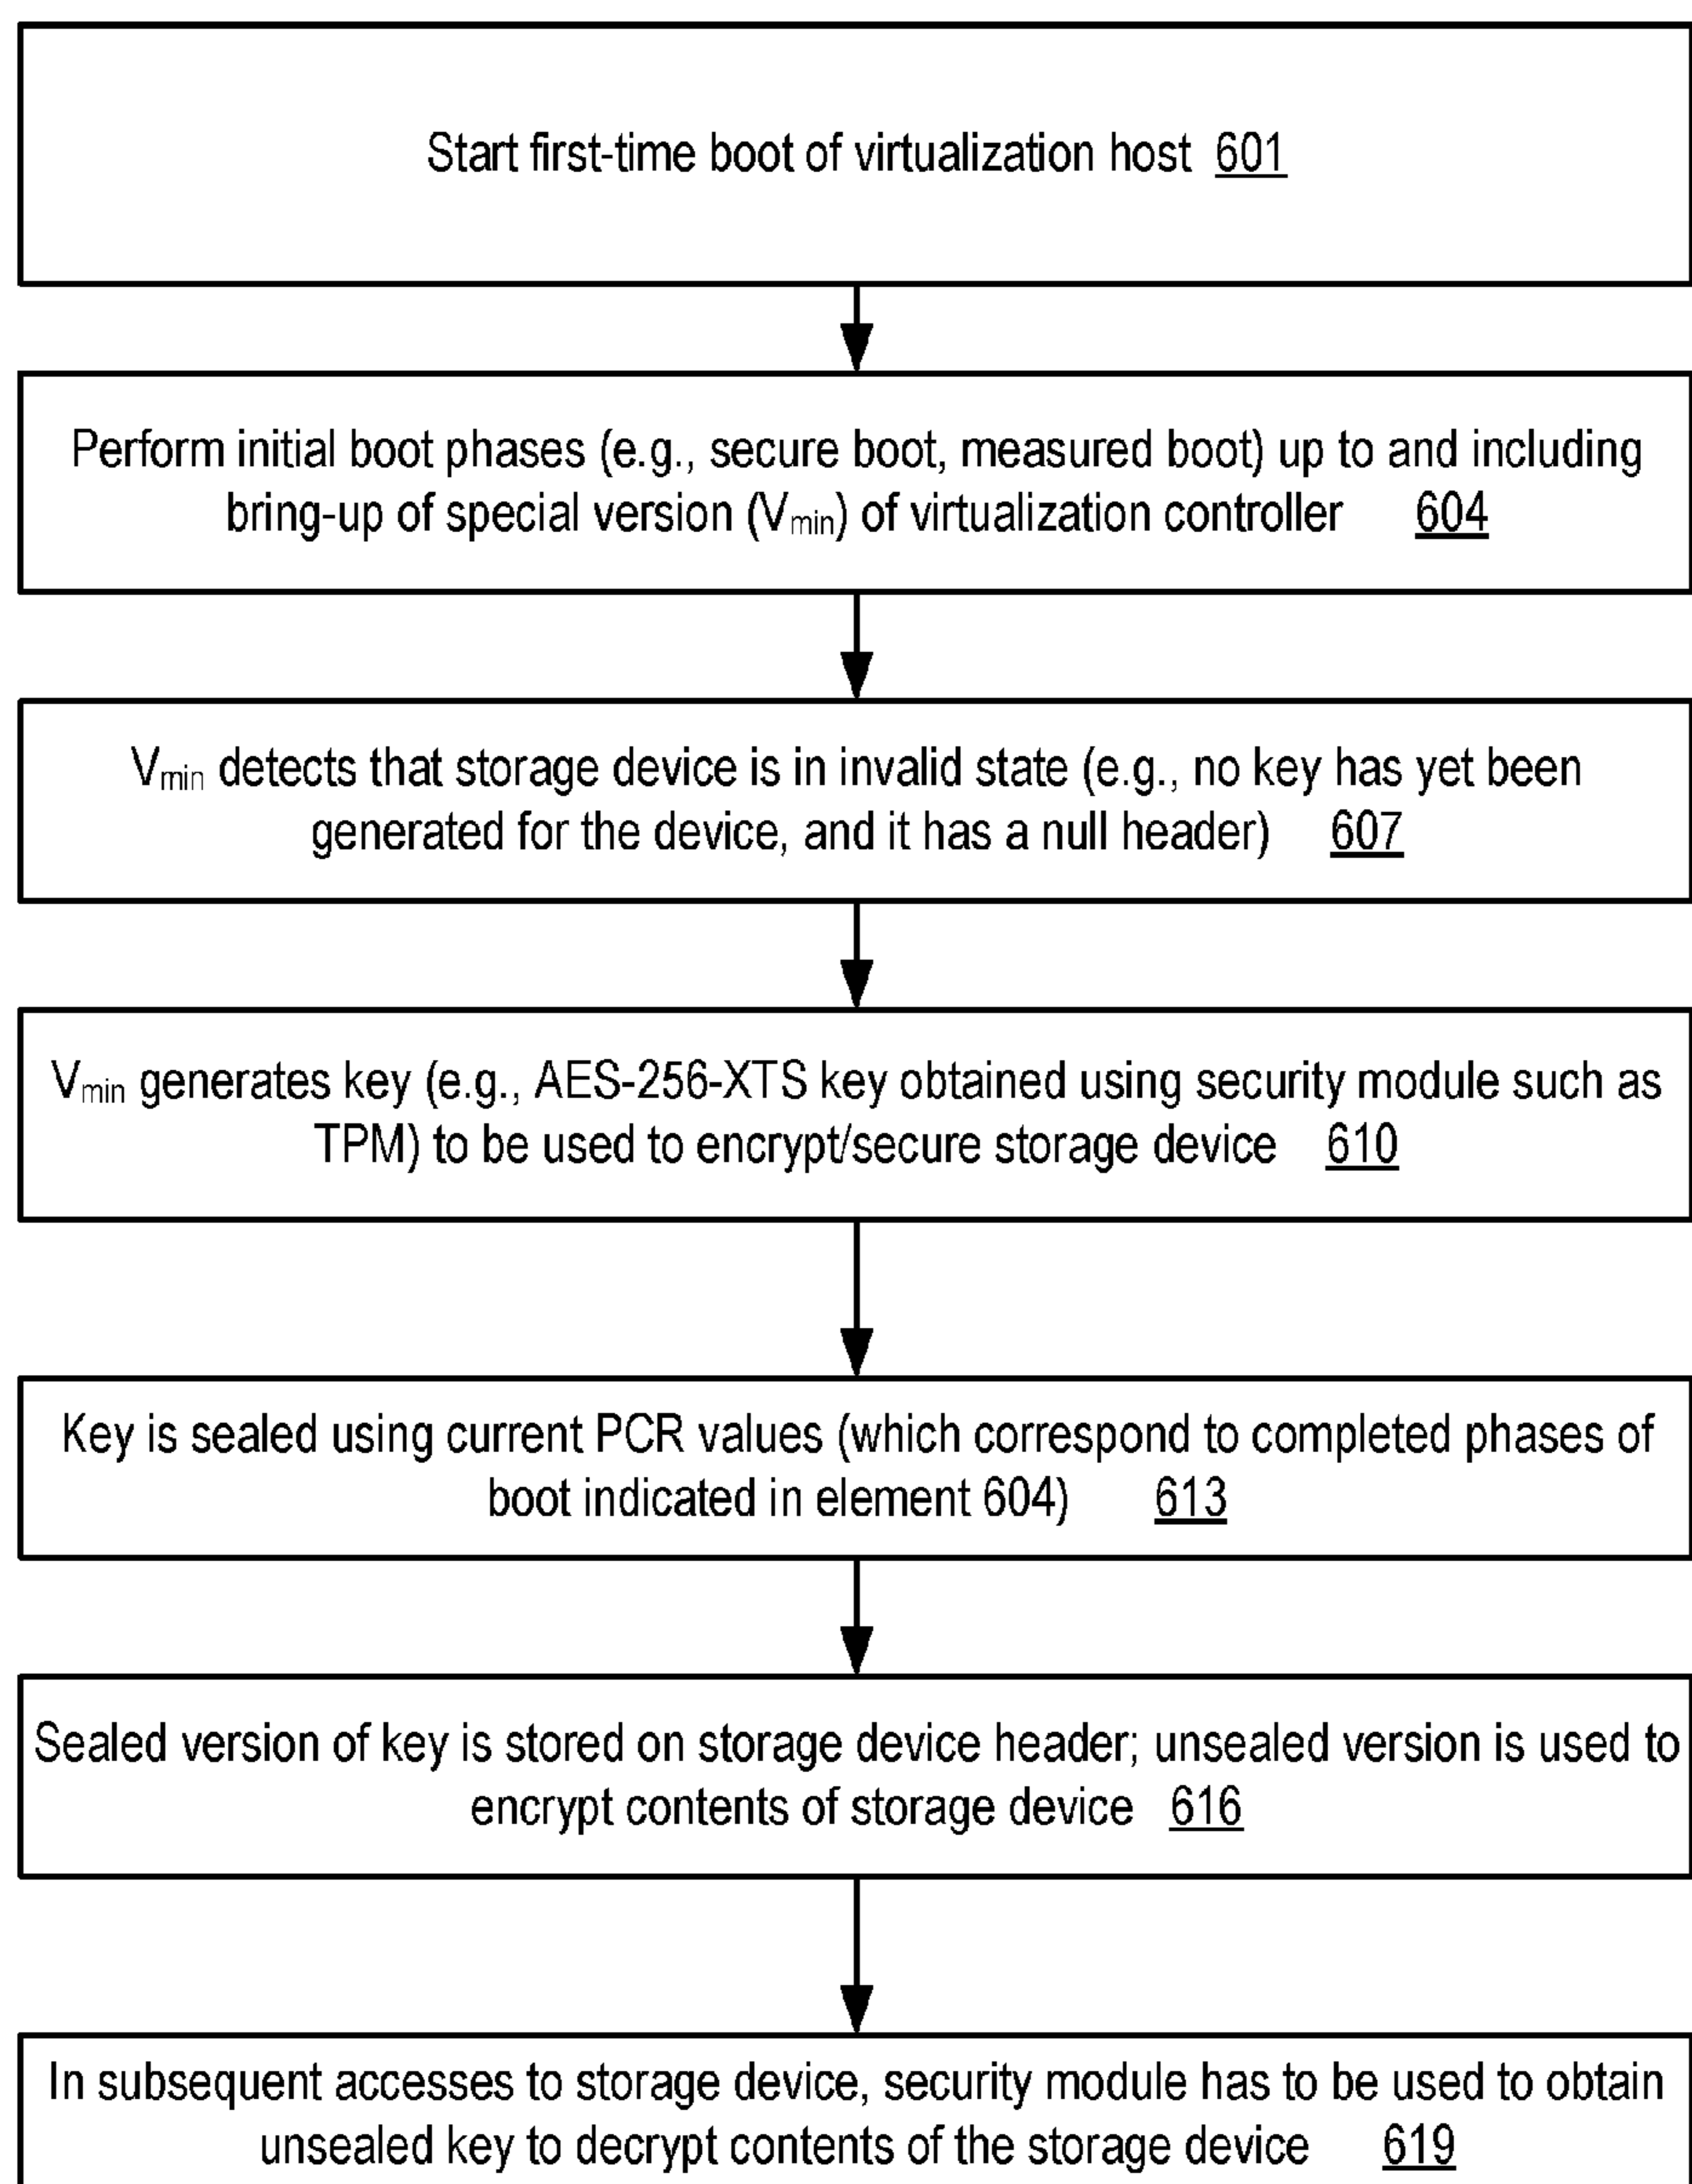 Start first-time boot of virtualization host 601
Perform initial boot phases (e.g., secure boot, measured boot) up to and including
bring-up of special version (Vmin) of virtualization controller 604
Vmin detects that storage device is in invalid state (e.g., no key has yet been
generated for the device, and it has a null header) 607
Vmin generates key (e.g., AES-256-XTS key obtained using security module such as
TPM) to be used to encrypt/secure storage device 610
Key is sealed using current PCR values (which correspond to completed phases of
boot indicated in element 604) 613
Sealed version of key is stored on storage device header; unsealed version is used to
encrypt contents of storage device 616
In subsequent accesses to storage device, security module has to be used to obtain
unsealed key to decrypt contents of the storage device 619